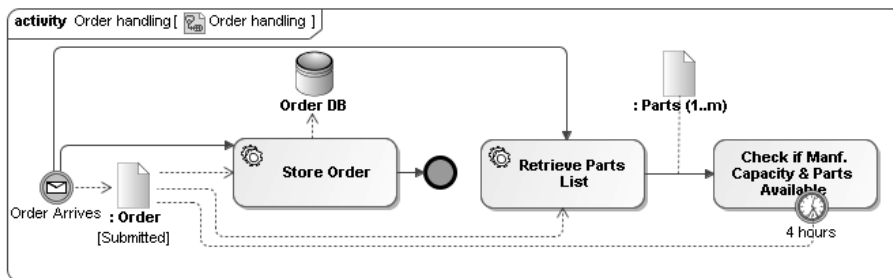 activity Order handling[ Order handling ]
Order DB
: Parts (1..m)
Store Order
Retrieve Parts
List
Check if Manf.
Capacity & Parts
Available
Order Arrives
: Order
[Submitted]
4 hours